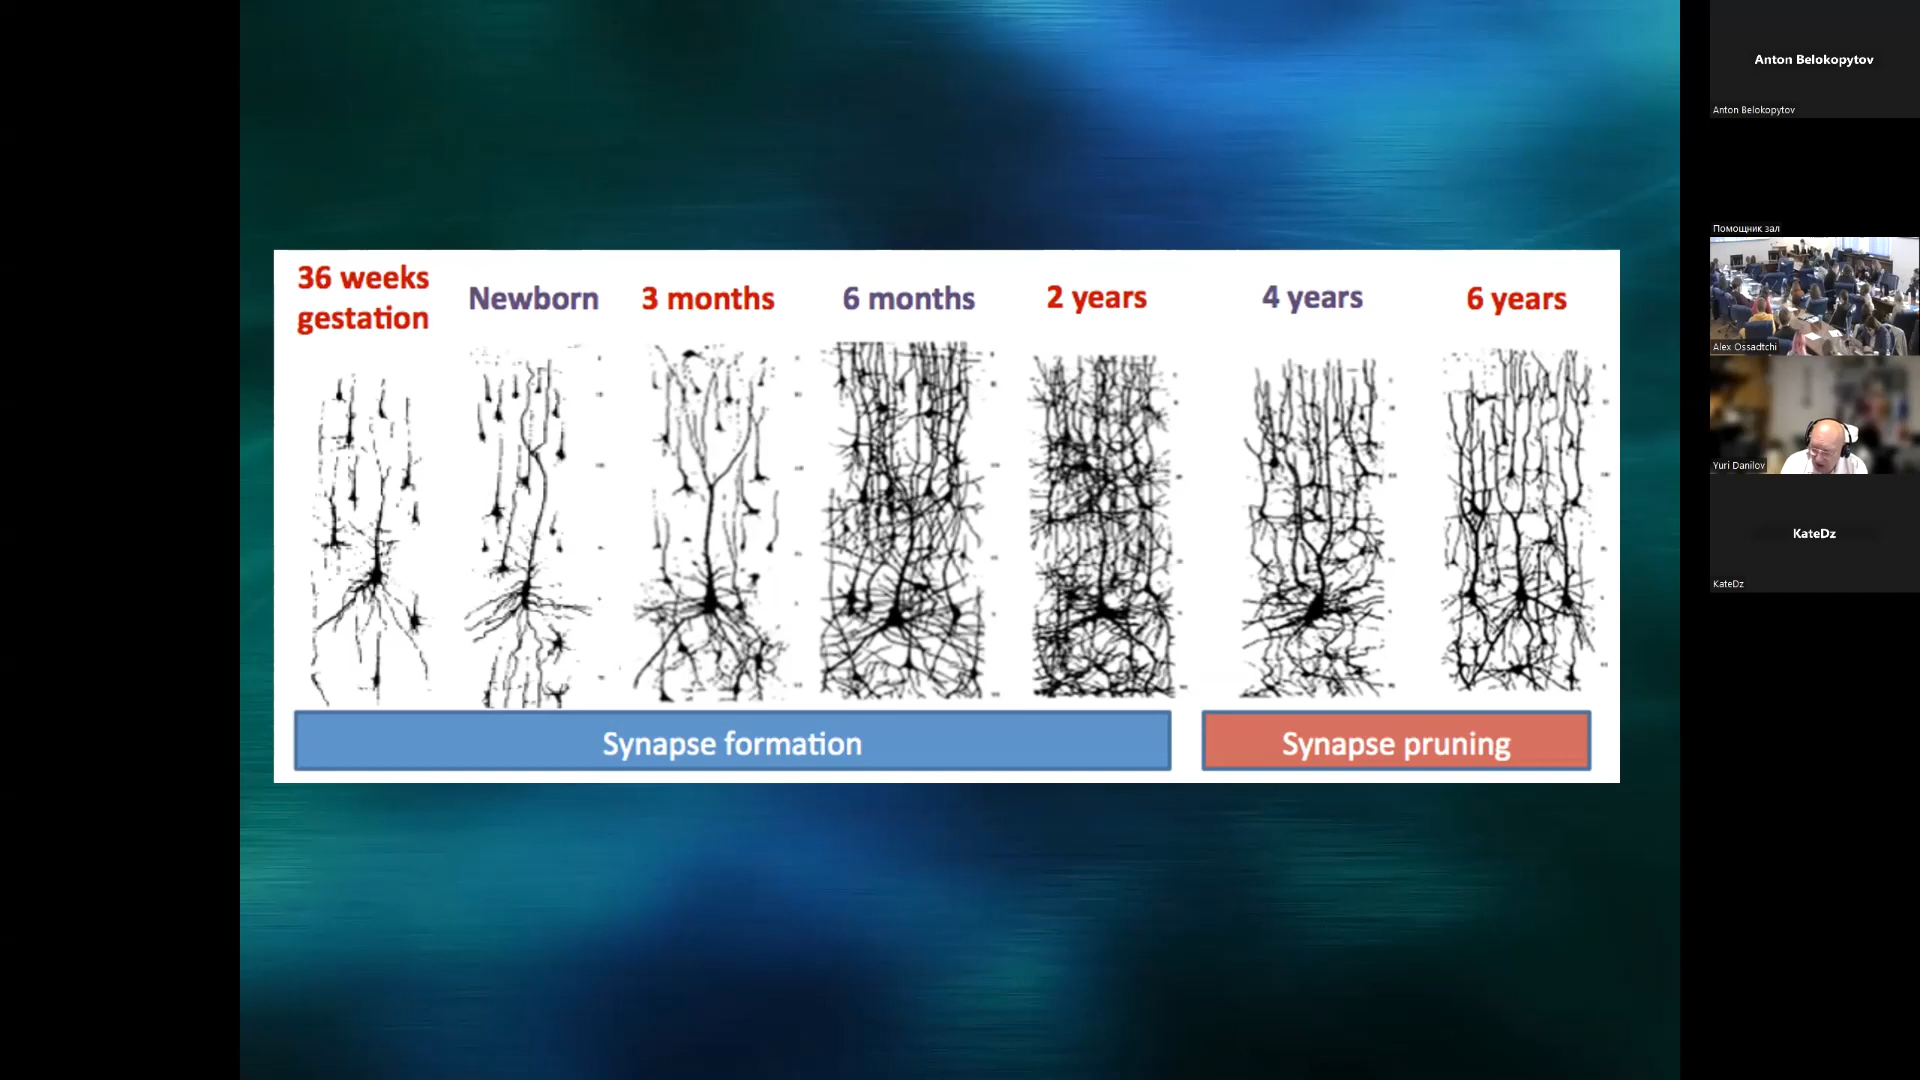 36 weeks
gestation
Newborn
3 months
6 months
2 years
4 years
6 years
Synapse formation
Synapse pruning
Anton Belokopytov
Anton Belokopytov
Помощник зал
Alex Ossadtchi
Yuri Danilov
KateDz
KateDz